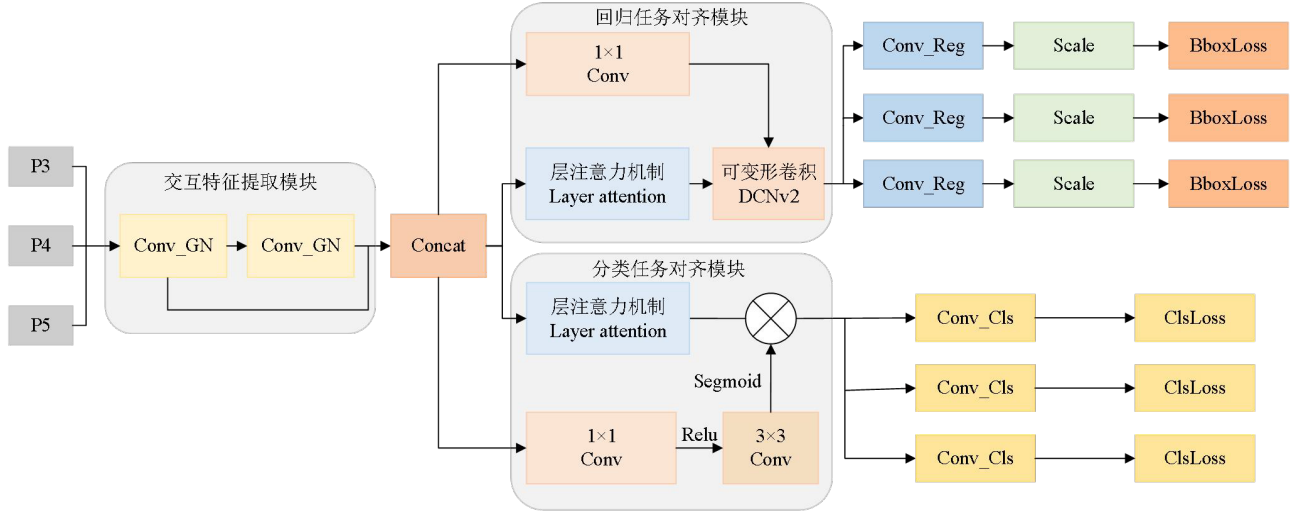 P3
P4
P5
交互特征提取模块
Conv_GN
Conv_GN
Concat
回归任务对齐模块
1×1
Conv
层注意力机制
Layer attention
可变形卷积
DCNv2
Conv_Reg
Scale
BboxLoss
Conv_Reg
Scale
BboxLoss
Conv_Reg
Scale
BboxLoss
分类任务对齐模块
层注意力机制
Layer attention
Segmoid
1×1
Conv
Relu
3×3
Conv
Conv_Cls
ClsLoss
Conv_Cls
ClsLoss
Conv_Cls
ClsLoss